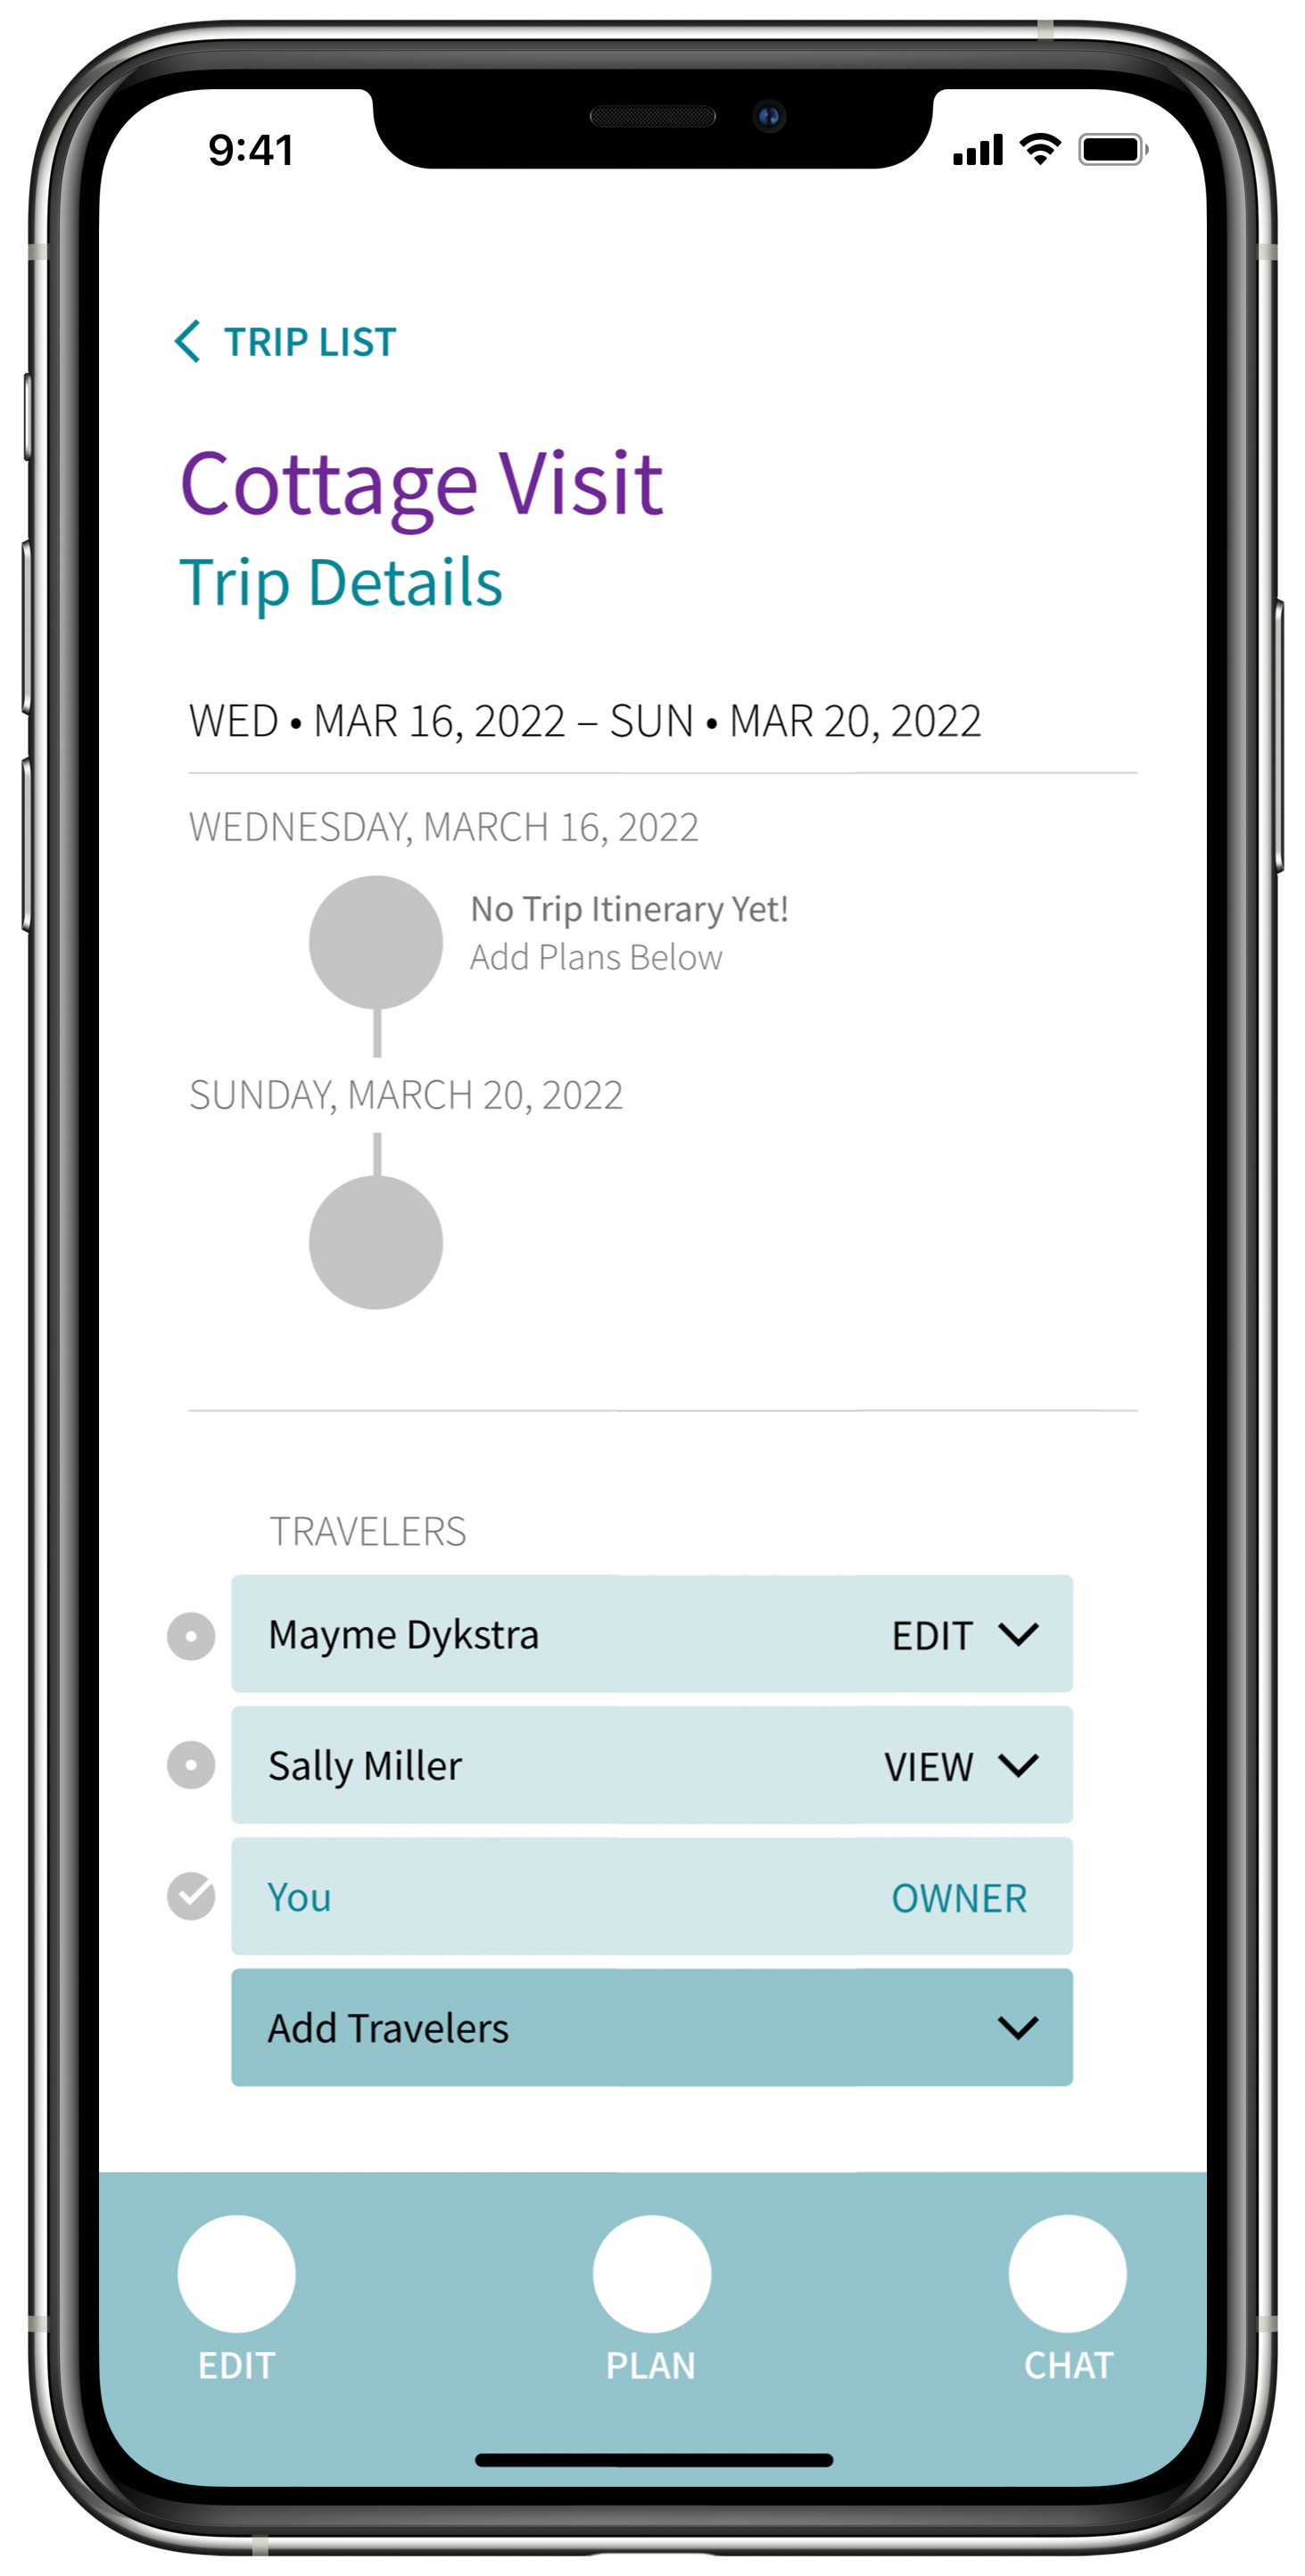 9:41
TRIP LIST
Cottage Visit
Trip Details
WED • MAR 16, 2022 – SUN • MAR 20, 2022
WEDNESDAY, MARCH 16, 2022
No Trip Itinerary Yet!
Add Plans Below
SUNDAY, MARCH 20, 2022
TRAVELERS
Mayme Dykstra EDIT
Sally Miller VIEW
You OWNER
Add Travelers
EDIT PLAN CHAT